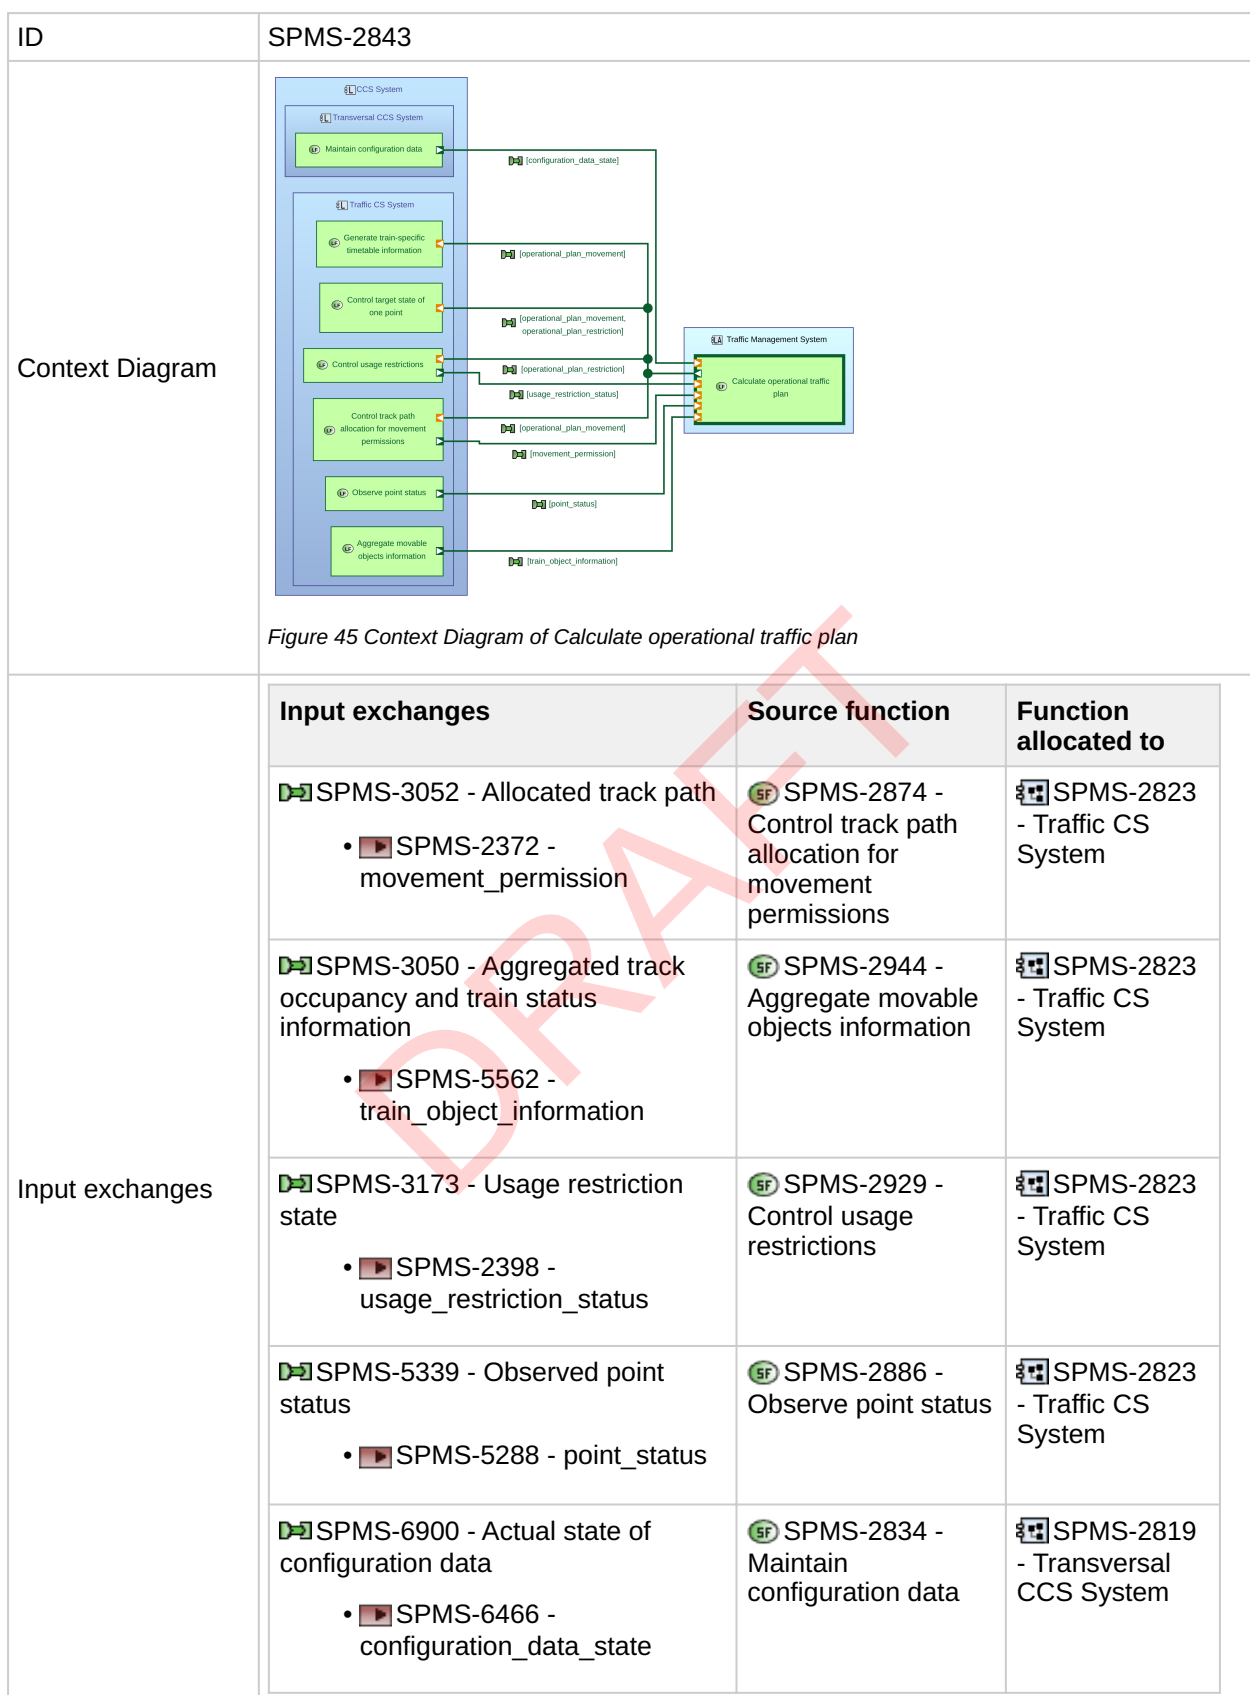 ID
SPMS-2843
Context Diagram
CCS System
Transversal CCS System
Maintain configuration data
[configuration_data_state]
Traffic CS System
Generate train-specific
timetable information
[operational_plan_movement]
Control target state of
one point
[operational_plan_movement,
operational_plan_restriction]
Traffic Management System
Control usage restrictions
[operational_plan_restriction]
Calculate operational traffic
plan
[usage_restriction_status]
Control track path
allocation for movement
permissions
[operational_plan_movement]
[movement_permission]
Observe point status
[point_status]
Aggregate movable
objects information
[train_object_information]
Figure 45 Context Diagram of Calculate operational traffic plan
Input exchanges
Input exchanges
Source function
Function
allocated to
SPMS-3052 - Allocated track path
• SPMS-2372 -
movement_permission
SF SPMS-2874 -
Control track path
allocation for
movement
permissions
SPMS-2823
- Traffic CS
System
SPMS-3050 - Aggregated track
occupancy and train status
information
• SPMS-5562 -
train_object_information
SF SPMS-2944 -
Aggregate movable
objects information
SPMS-2823
- Traffic CS
System
SPMS-3173 - Usage restriction
state
• SPMS-2398 -
usage_restriction_status
SF SPMS-2929 -
Control usage
restrictions
SPMS-2823
- Traffic CS
System
SPMS-5339 - Observed point
status
• SPMS-5288 - point_status
SF SPMS-2886 -
Observe point status
SPMS-2823
- Traffic CS
System
SPMS-6900 - Actual state of
configuration data
• SPMS-6466 -
configuration_data_state
SF SPMS-2834 -
Maintain
configuration data
SPMS-2819
- Transversal
CCS System
DRAFT